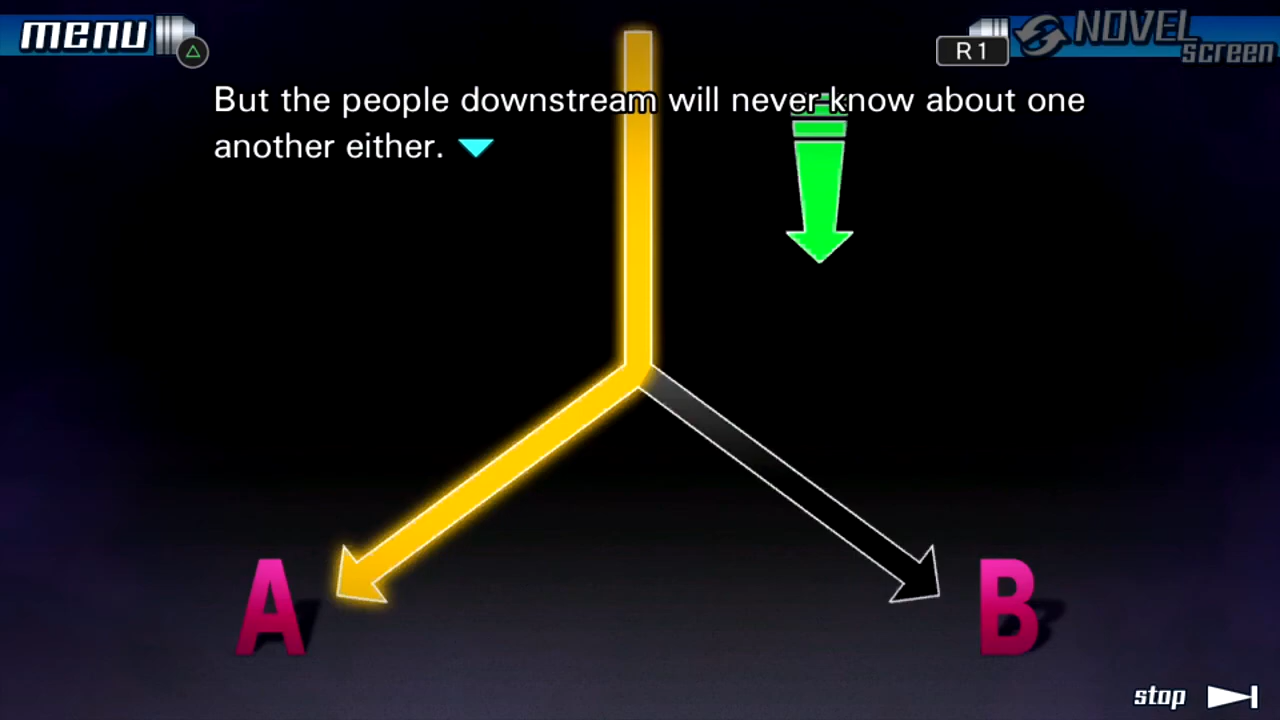 menu
R1
NOVEL
screen
But the people downstream will never know about one
another either.
A
B
stop